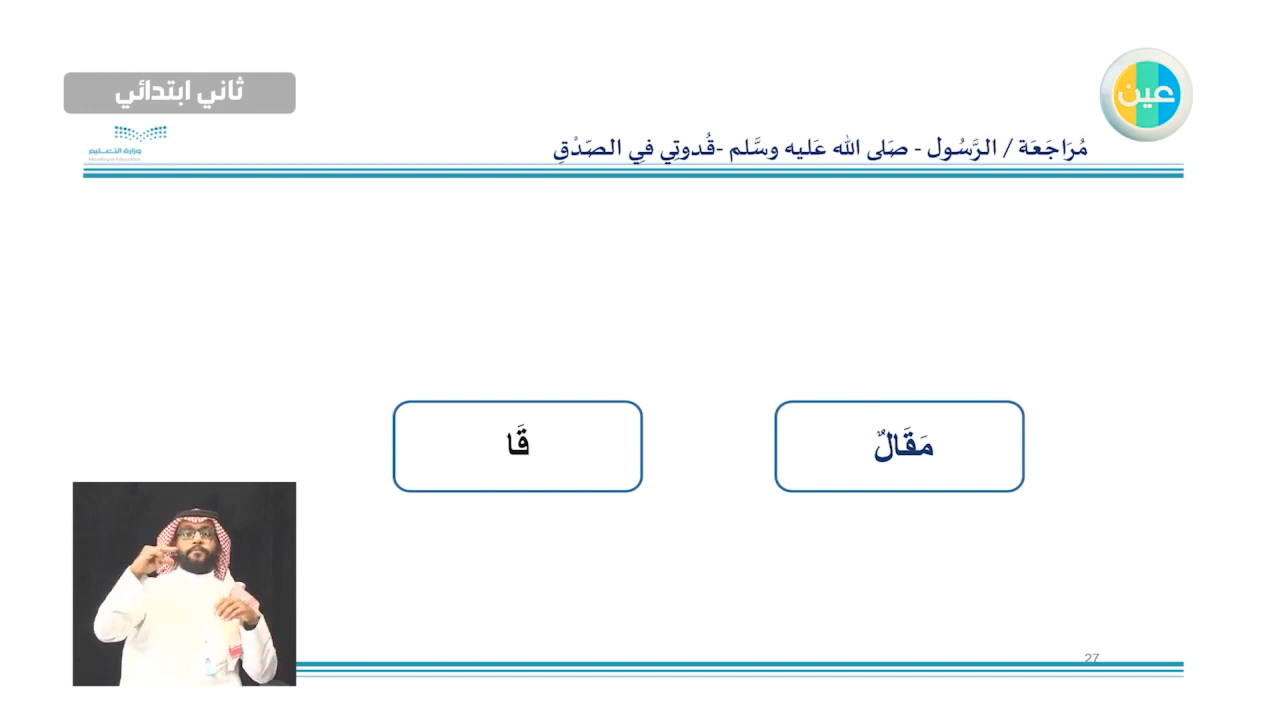 ثاني ابتدائي
عين
وزارة التعليم
مُرَاجَعَة / الرَّسُول - صَلى الله عَليه وسَّلم -قُدوتِي فِي الصّدْقِ
مَقَالٌ
قَا
27